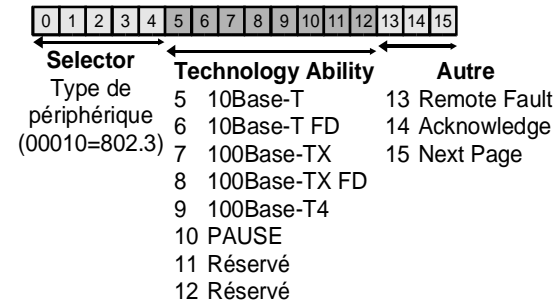 0 1 2 3 4 5 6 7 8 9 10 11 12 13 14 15
Selector
Type de
périphérique
(00010=802.3)
Technology Ability
5 10Base-T
6 10Base-T FD
7 100Base-TX
8 100Base-TX FD
9 100Base-T4
10 PAUSE
11 Réservé
12 Réservé
Autre
13 Remote Fault
14 Acknowledge
15 Next Page